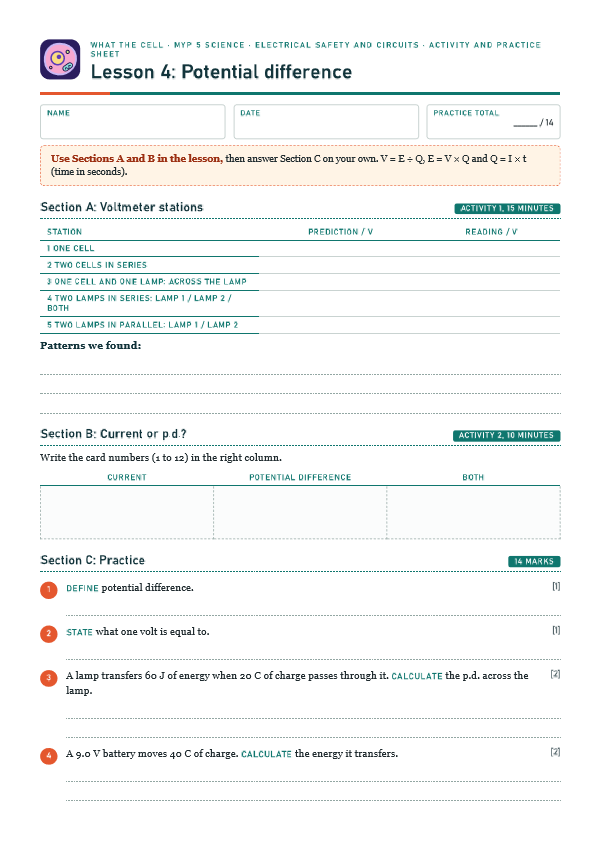 WHAT THE CELL · MYP 5 SCIENCE · ELECTRICAL SAFETY AND CIRCUITS · ACTIVITY AND PRACTICE
SHEET
Lesson 4: Potential difference
NAME
DATE
PRACTICE TOTAL
_____ / 14
Use Sections A and B in the lesson, then answer Section C on your own. V = E ÷ Q, E = V × Q and Q = I × t
(time in seconds).
Section A: Voltmeter stations
ACTIVITY 1, 15 MINUTES
STATION PREDICTION / V READING / V
1 ONE CELL
2 TWO CELLS IN SERIES
3 ONE CELL AND ONE LAMP: ACROSS THE LAMP
4 TWO LAMPS IN SERIES: LAMP 1 / LAMP 2 /
BOTH
5 TWO LAMPS IN PARALLEL: LAMP 1 / LAMP 2
Patterns we found:
Section B: Current or p.d.?
ACTIVITY 2, 10 MINUTES
Write the card numbers (1 to 12) in the right column.
CURRENT POTENTIAL DIFFERENCE BOTH
Section C: Practice
14 MARKS
1 DEFINE potential difference. [1]
2 STATE what one volt is equal to. [1]
3 A lamp transfers 60 J of energy when 20 C of charge passes through it. CALCULATE the p.d. across the [2]
lamp.
4 A 9.0 V battery moves 40 C of charge. CALCULATE the energy it transfers. [2]